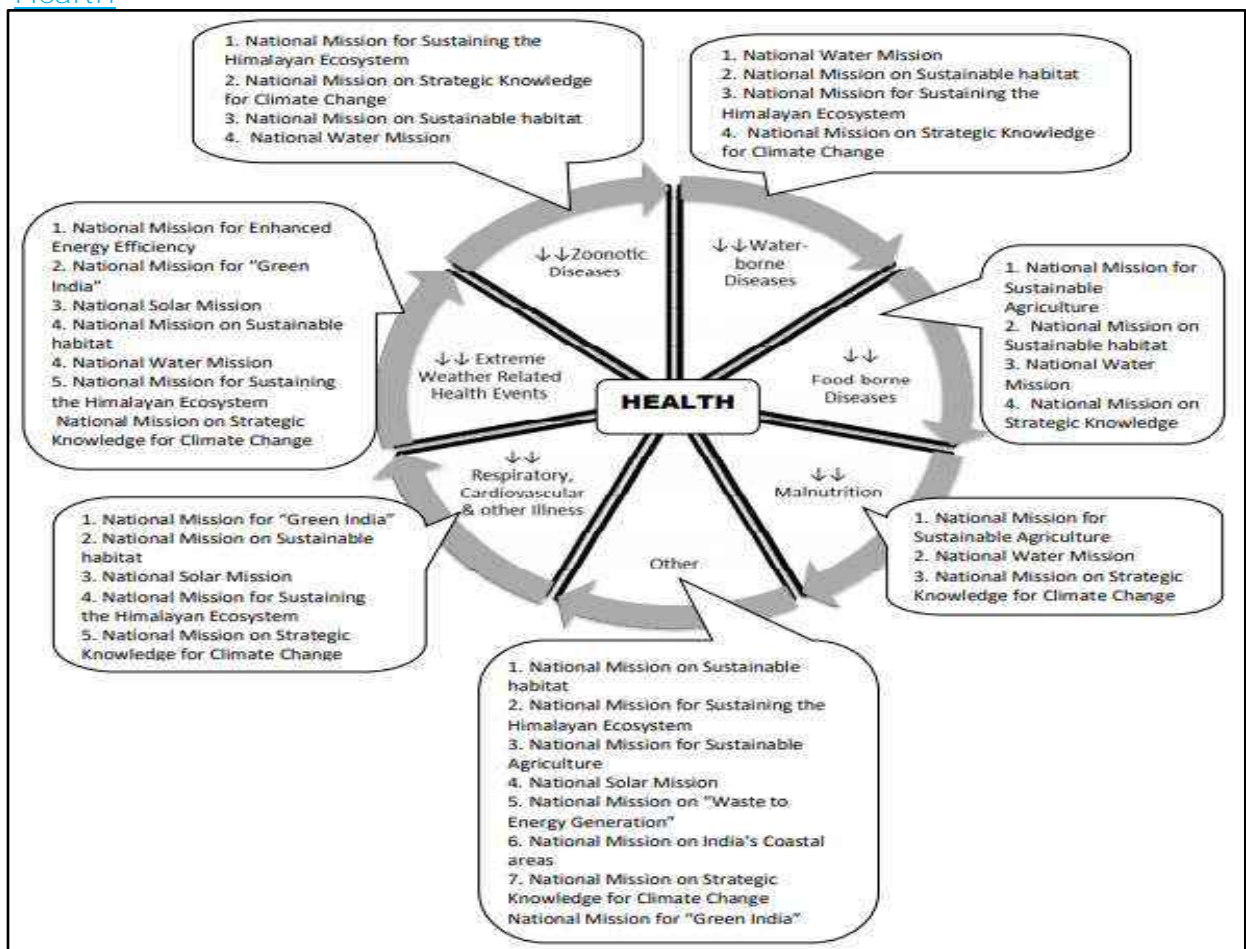 Health
1. National Mission for Sustaining the
Himalayan Ecosystem
2. National Mission on Strategic Knowledge
for Climate Change
3. National Mission on Sustainable habitat
4. National Water Mission
1. National Water Mission
2. National Mission on Sustainable habitat
3. National Mission for Sustaining the
Himalayan Ecosystem
4. National Mission on Strategic Knowledge
for Climate Change
1. National Mission for Enhanced
Energy Efficiency
2. National Mission for "Green
India"
3. National Solar Mission
4. National Mission on Sustainable
habitat
4. National Water Mission
5. National Mission for Sustaining
the Himalayan Ecosystem
National Mission on Strategic
Knowledge for Climate Change
↓↓Zoonotic
Diseases
↓↓Water-
borne
Diseases
1. National Mission for
Sustainable
Agriculture
2. National Mission on
Sustainable habitat
3. National Water
Mission
4. National Mission on
Strategic Knowledge
↓↓ Extreme
Weather Related
Health Events
HEALTH
↓↓
Food borne
Diseases
↓↓
Respiratory,
Cardiovascular
& other Illness
↓↓
Malnutrition
Other
1. National Mission for "Green India"
2. National Mission on Sustainable
habitat
3. National Solar Mission
4. National Mission for Sustaining
the Himalayan Ecosystem
5. National Mission on Strategic
Knowledge for Climate Change
1. National Mission for
Sustainable Agriculture
2. National Water Mission
3. National Mission on Strategic
Knowledge for Climate Change
1. National Mission on Sustainable
habitat
2. National Mission for Sustaining the
Himalayan Ecosystem
3. National Mission for Sustainable
Agriculture
4. National Solar Mission
5. National Mission on "Waste to
Energy Generation"
6. National Mission on India's Coastal
areas
7. National Mission on Strategic
Knowledge for Climate Change
National Mission for "Green India"